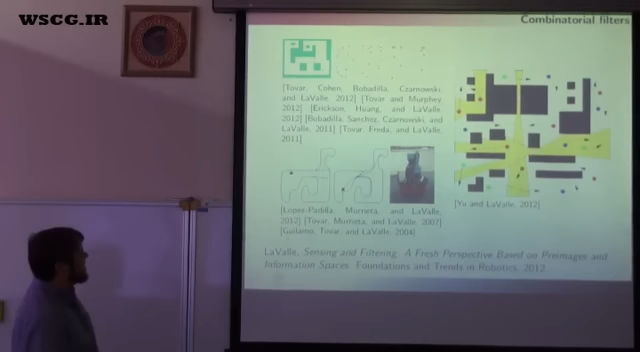 WSCG.IR
Combinatorial filters
[Tovar, Cohen, Bobadilla, Czarnowski,
and LaValle, 2012] [Tovar and Murphey,
2012] [Erickson, Huang, and LaValle,
2012] [Bobadilla, Sanchez, Czarnowski, and
LaValle, 2011] [Tovar, Freda, and LaValle,
2011]
[Lopez-Padilla Murrieta, and LaValle,
2012] [Tovar, Murrieta, and LaValle, 2007]
[Guilamo, Tovar, and LaValle, 2004]
[Yu and LaValle, 2012]
LaValle, Sensing and Filtering: A Fresh Perspective Based on Preimages and
Information Spaces. Foundations and Trends in Robotics, 2012.